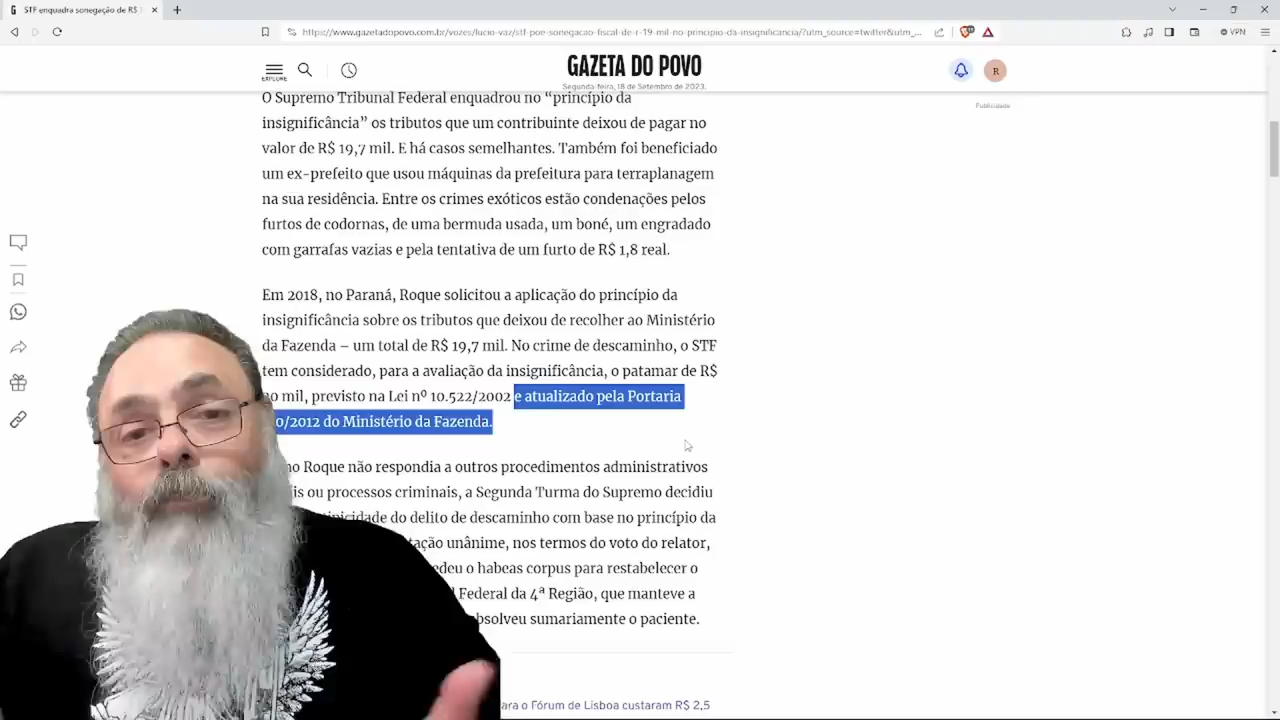 STF enquadra sonegação de R$
https://www.gazetadopovo.com.br/vozes/lucio-vaz/stf-poe-sonegacao-fiscal-de-r-19-mil-no-principio-da-insignificancia/?utm_source=twitter&utm_...
VPN
EXPLORE
GAZETA DO POVO
Segunda-feira, 18 de Setembro de 2023.
R
Publicidade
O Supremo Tribunal Federal enquadrou no “princípio da
insignificância” os tributos que um contribuinte deixou de pagar no
valor de R$ 19,7 mil. E há casos semelhantes. Também foi beneficiado
um ex-prefeito que usou máquinas da prefeitura para terraplanagem
na sua residência. Entre os crimes exóticos estão condenações pelos
furtos de codornas, de uma bermuda usada, um boné, um engradado
com garrafas vazias e pela tentativa de um furto de R$ 1,8 real.
Em 2018, no Paraná, Roque solicitou a aplicação do princípio da
insignificância sobre os tributos que deixou de recolher ao Ministério
da Fazenda – um total de R$ 19,7 mil. No crime de descaminho, o STF
tem considerado, para a avaliação da insignificância, o patamar de R$
mil, previsto na Lei nº 10.522/2002 e atualizado pela Portaria
0/2012 do Ministério da Fazenda.
Roque não respondia a outros procedimentos administrativos
ou processos criminais, a Segunda Turma do Supremo decidiu
do delito de descaminho com base no princípio da
unânime, nos termos do voto do relator,
o habeas corpus para restabelecer o
Federal da 4ª Região, que manteve a
absolveu sumariamente o paciente.
o Fórum de Lisboa custaram R$ 2,5